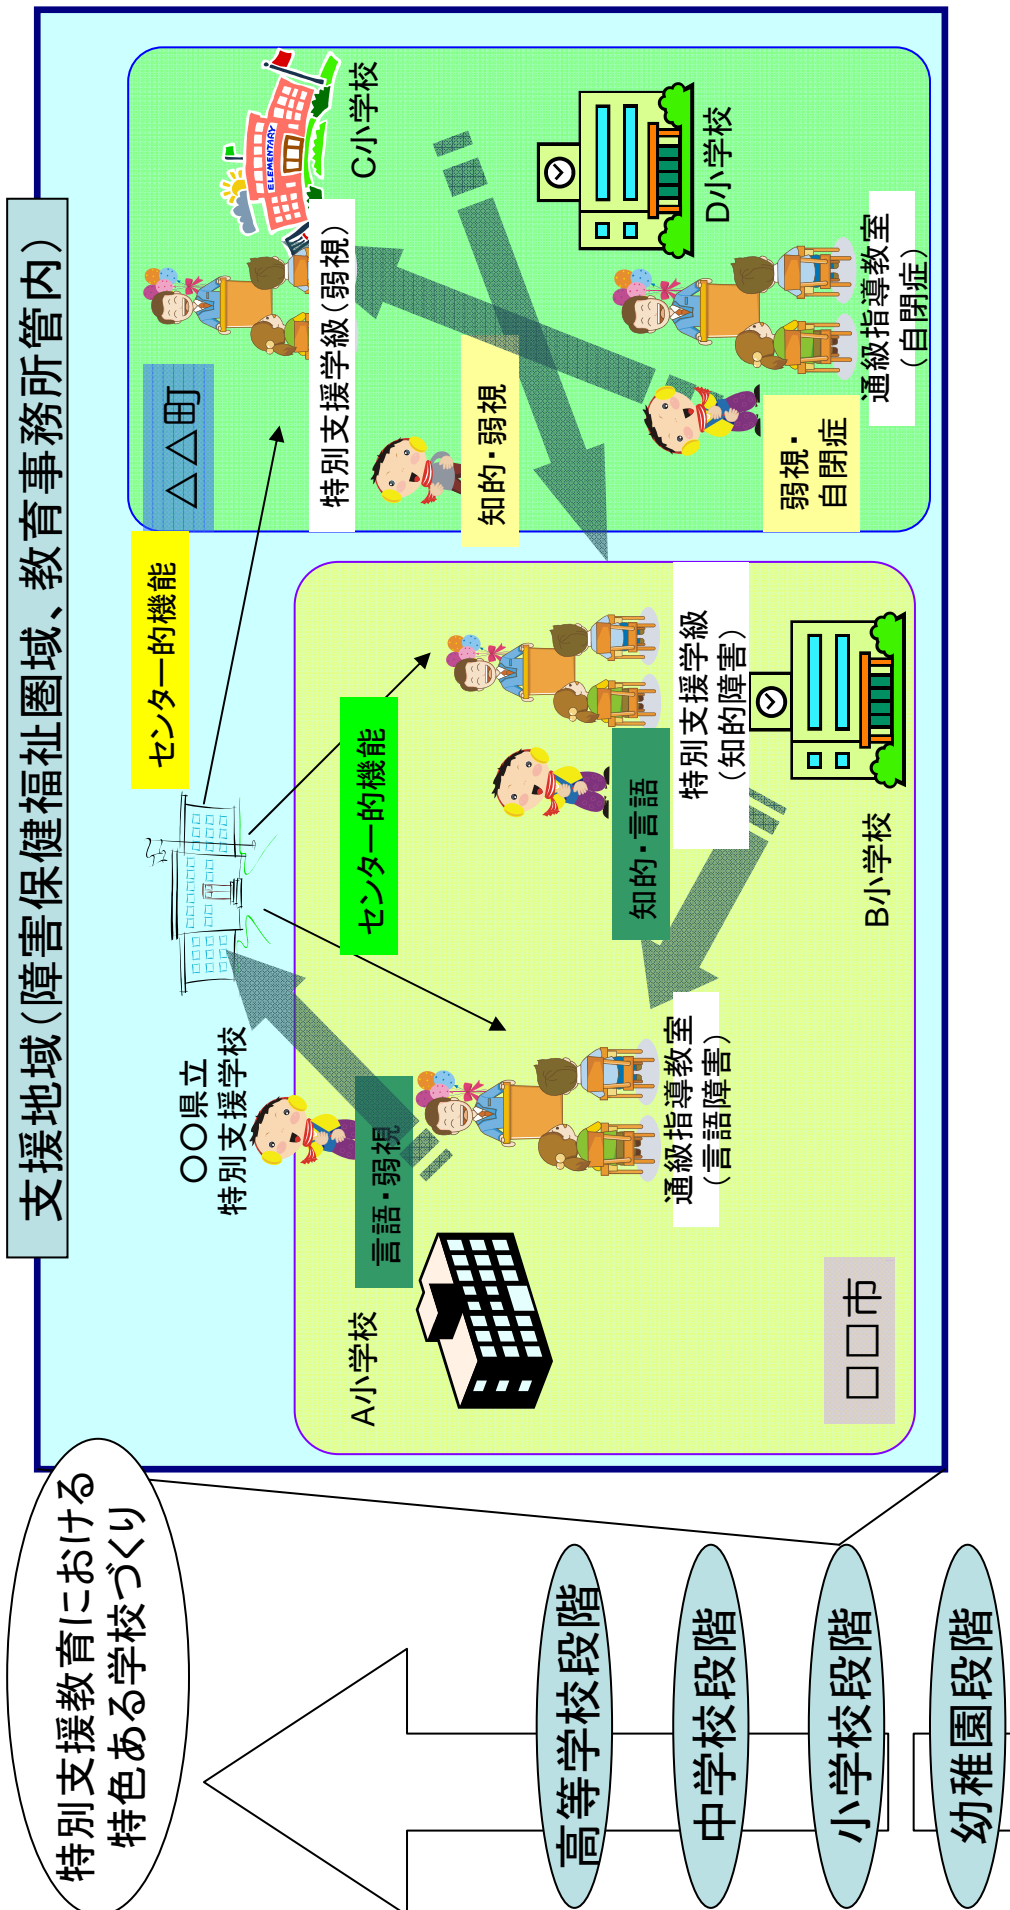 支援地域（障害保健福祉圏域、教育事務所管内）
特別支援教育における
特色ある学校づくり
高等学校段階
中学校段階
小学校段階
幼稚園段階
〇〇県立
特別支援学校
センター的機能
センター的機能
△△町
ELEMENTARY
C小学校
特別支援学級（弱視）
知的・弱視
D小学校
通級指導教室
（自閉症）
弱視・
自閉症
A小学校
言語・弱視
通級指導教室
（言語障害）
知的・言語
特別支援学級
（知的障害）
B小学校
□□市